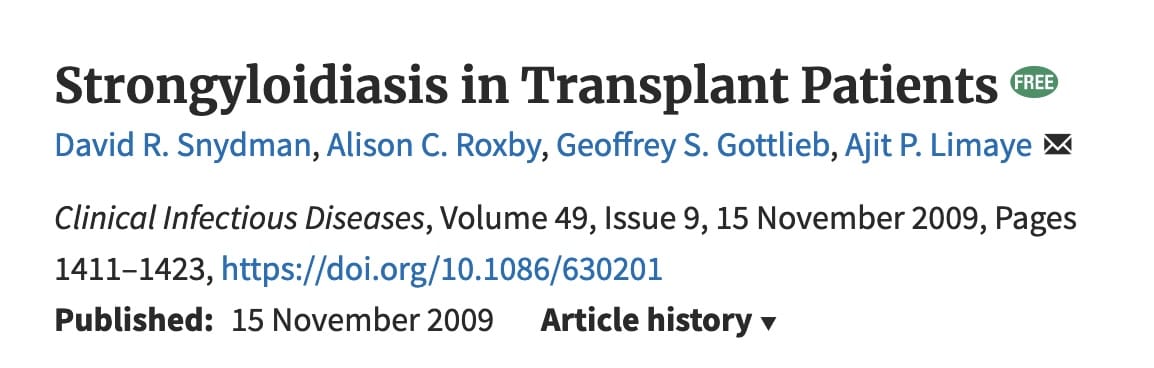 Strongyloidiasis in Transplant Patients FREE
David R. Snydman, Alison C. Roxby, Geoffrey S. Gottlieb, Ajit P. Limaye
Clinical Infectious Diseases, Volume 49, Issue 9, 15 November 2009, Pages
1411–1423, https://doi.org/10.1086/630201
Published: 15 November 2009 Article history ▾